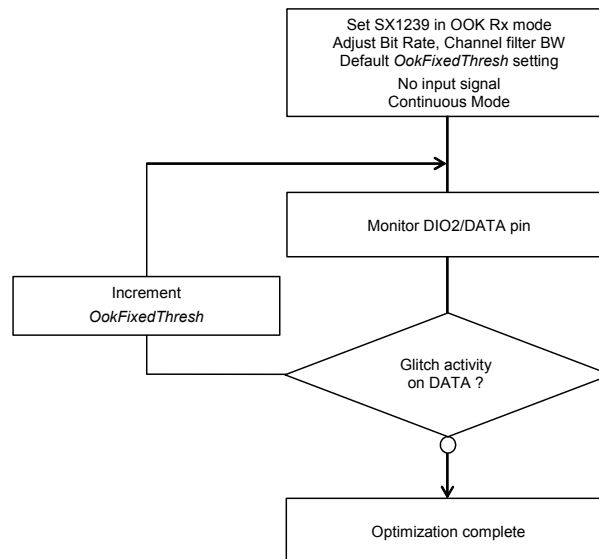 Set SX1239 in OOK Rx mode
Adjust Bit Rate, Channel filter BW
Default OokFixedThresh setting
No input signal
Continuous Mode
Monitor DIO2/DATA pin
Increment
OokFixedThresh
Glitch activity
on DATA ?
Optimization complete